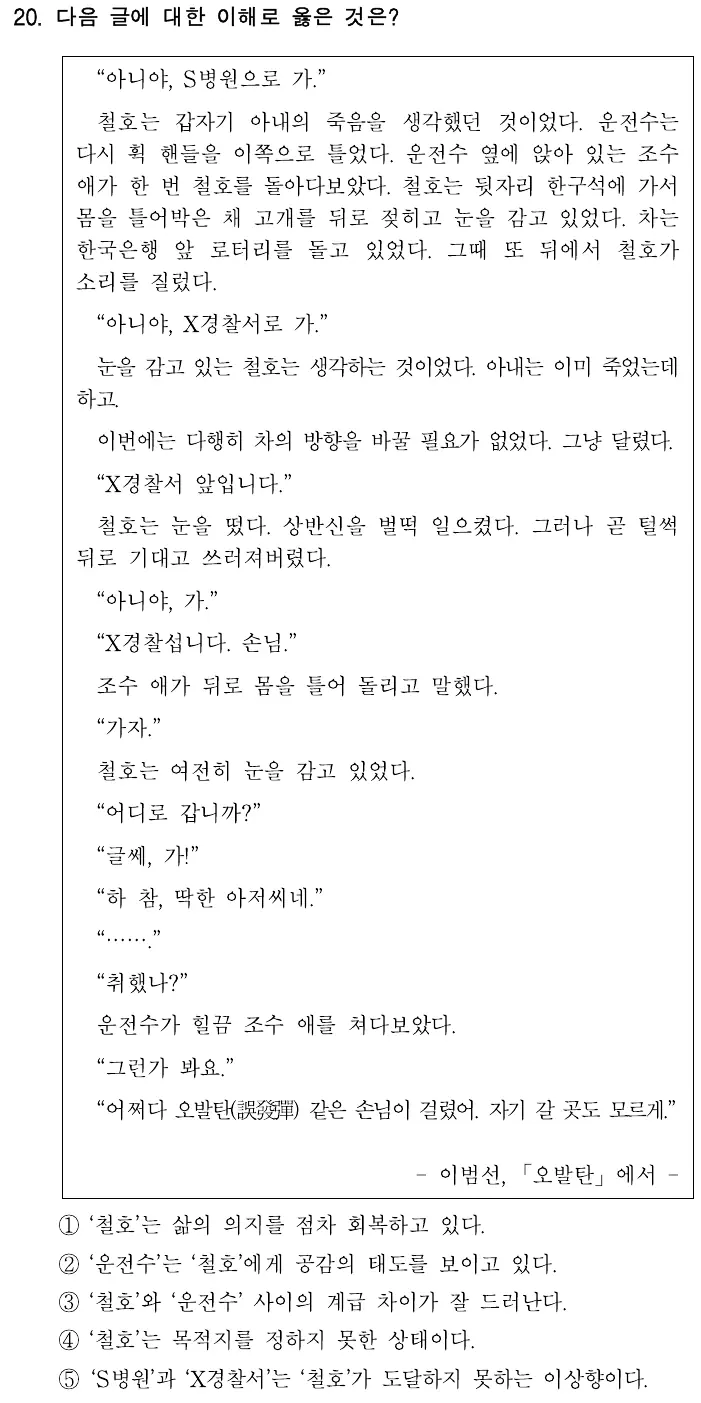 20. 다음 글에 대한 이해로 옳은 것은?
“아니야, S병원으로 가.”
철호는 갑자기 아내의 죽음을 생각했던 것이었다. 운전수는
다시 획 핸들을 이쪽으로 틀었다. 운전수 옆에 앉아 있는 조수
애가 한 번 철호를 돌아다보았다. 철호는 뒷자리 한구석에 가서
몸을 틀어박은 채 고개를 뒤로 젖히고 눈을 감고 있었다. 차는
한국은행 앞 로터리를 돌고 있었다. 그때 또 뒤에서 철호가
소리를 질렀다.
“아니야, X경찰서로 가.”
눈을 감고 있는 철호는 생각하는 것이었다. 아내는 이미 죽었는데
하고.
이번에는 다행히 차의 방향을 바꿀 필요가 없었다. 그냥 달렸다.
“X경찰서 앞입니다.”
철호는 눈을 떴다. 상반신을 벌떡 일으켰다. 그러나 곧 털썩
뒤로 기대고 쓰러져버렸다.
“아니야, 가.”
“X경찰섭니다. 손님.”
조수 애가 뒤로 몸을 틀어 돌리고 말했다.
“가자.”
철호는 여전히 눈을 감고 있었다.
“어디로 갑니까?”
“글쎄, 가!”
“하 참, 딱한 아저씨네.”
“…….”
“취했나?”
운전수가 힐끔 조수 애를 쳐다보았다.
“그런가 봐요.”
“어쩌다 오발탄(誤發彈) 같은 손님이 걸렸어. 자기 갈 곳도 모르게.”
- 이범선, 「오발탄」에서 -
① ‘철호’는 삶의 의지를 점차 회복하고 있다.
② ‘운전수’는 ‘철호’에게 공감의 태도를 보이고 있다.
③ ‘철호’와 ‘운전수’ 사이의 계급 차이가 잘 드러난다.
④ ‘철호’는 목적지를 정하지 못한 상태이다.
⑤ ‘S병원’과 ‘X경찰서’는 ‘철호’가 도달하지 못하는 이상향이다.